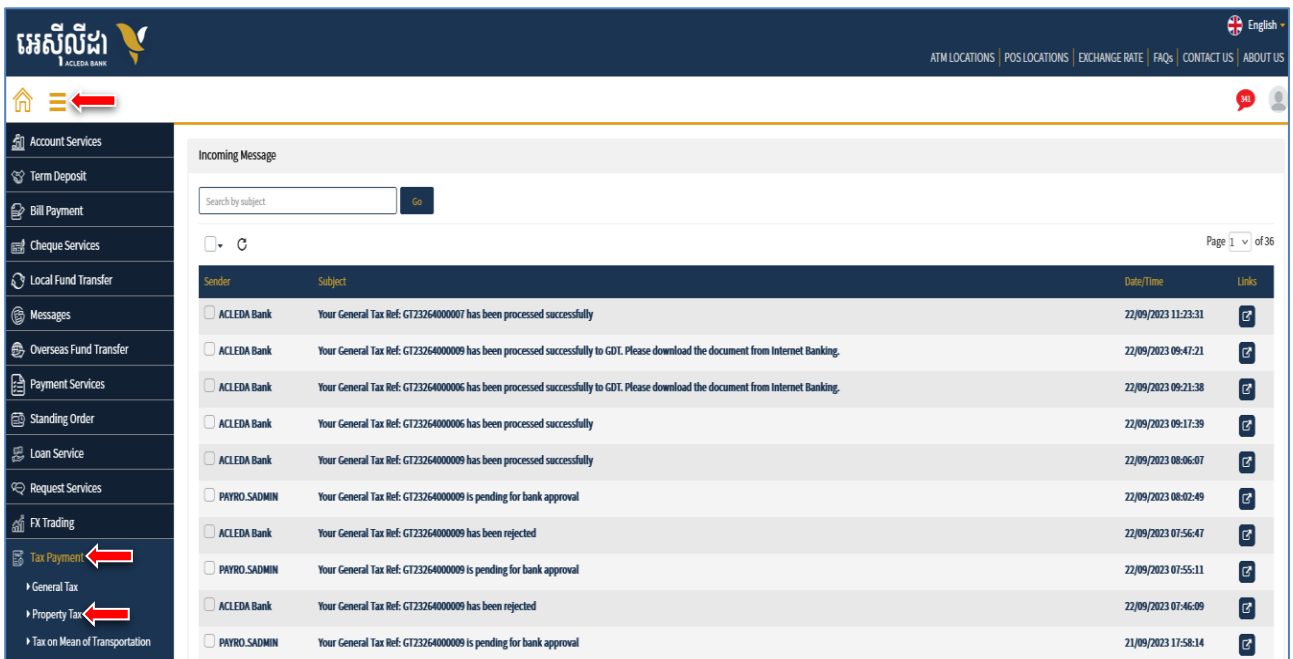 English
អេស៊ីលីដា
ACLEDA BANK
ATM LOCATIONS | POS LOCATIONS | EXCHANGE RATE | FAQs | CONTACT US | ABOUT US
341
Account Services
Term Deposit
Bill Payment
Cheque Services
Local Fund Transfer
Messages
Overseas Fund Transfer
Payment Services
Standing Order
Loan Service
Request Services
FX Trading
Tax Payment
General Tax
Property Tax
Tax on Mean of Transportation
Incoming Message
Search by subject Go
Page 1 of 36
Sender Subject Date/Time Links
ACLEDA Bank Your General Tax Ref: GT23264000007 has been processed successfully 22/09/2023 11:23:31
ACLEDA Bank Your General Tax Ref: GT23264000009 has been processed successfully to GDT. Please download the document from Internet Banking. 22/09/2023 09:47:21
ACLEDA Bank Your General Tax Ref: GT23264000006 has been processed successfully to GDT. Please download the document from Internet Banking. 22/09/2023 09:21:38
ACLEDA Bank Your General Tax Ref: GT23264000006 has been processed successfully 22/09/2023 09:17:39
ACLEDA Bank Your General Tax Ref: GT23264000009 has been processed successfully 22/09/2023 08:06:07
PAYRO.SADMIN Your General Tax Ref: GT23264000009 is pending for bank approval 22/09/2023 08:02:49
ACLEDA Bank Your General Tax Ref: GT23264000009 has been rejected 22/09/2023 07:56:47
PAYRO.SADMIN Your General Tax Ref: GT23264000009 is pending for bank approval 22/09/2023 07:55:11
ACLEDA Bank Your General Tax Ref: GT23264000009 has been rejected 22/09/2023 07:46:09
PAYRO.SADMIN Your General Tax Ref: GT23264000009 is pending for bank approval 21/09/2023 17:58:14